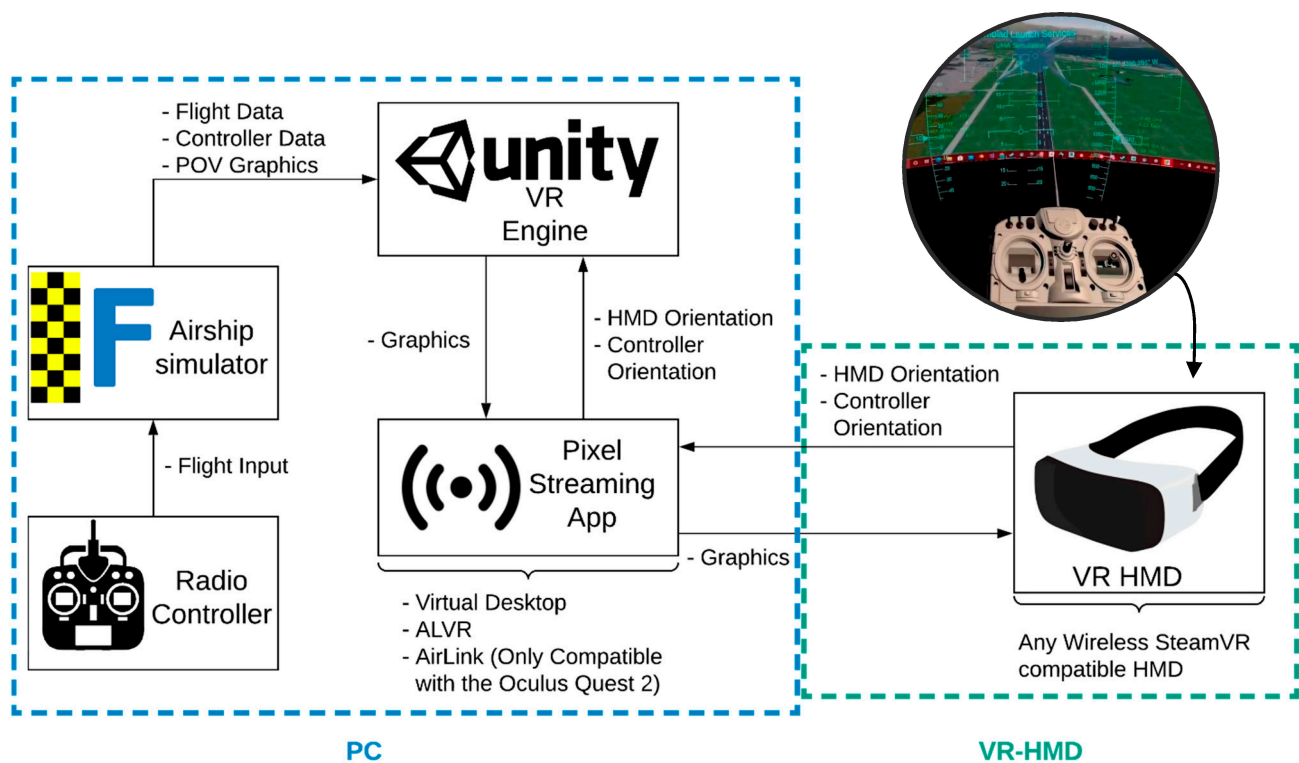 - Flight Data
- Controller Data
- POV Graphics
unity
VR
Engine
F
Airship
simulator
- Graphics
- HMD Orientation
- Controller
Orientation
- Flight Input
Radio
Controller
Pixel
Streaming
App
- Virtual Desktop
- ALVR
- AirLink (Only Compatible
with the Oculus Quest 2)
- Graphics
Launch Services
- HMD Orientation
- Controller
Orientation
VR HMD
Any Wireless SteamVR
compatible HMD
PC
VR-HMD